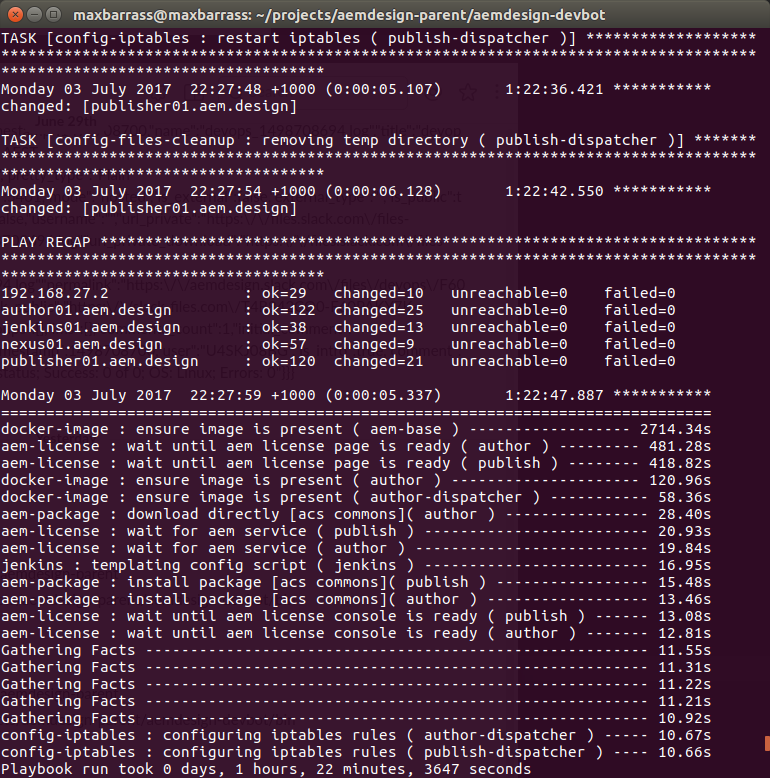 maxbarrass@maxbarrass: ~/projects/aemdesign-parent/aemdesign-devbot
TASK [config-iptables : restart iptables ( publish-dispatcher )] *******************
************************************************************************************
************************************
Monday 03 July 2017  22:27:48 +1000 (0:00:05.107)       1:22:36.421 ***********
changed: [publisher01.aem.design]
TASK [config-files-cleanup : removing temp directory ( publish-dispatcher )] *******
************************************************************************************
************************************
Monday 03 July 2017  22:27:54 +1000 (0:00:06.128)       1:22:42.550 ***********
changed: [publisher01.aem.design]
PLAY RECAP *************************************************************************
************************************************************************************
************************************
192.168.27.2               : ok=29   changed=10   unreachable=0    failed=0
author01.aem.design        : ok=122  changed=25   unreachable=0    failed=0
jenkins01.aem.design       : ok=38   changed=13   unreachable=0    failed=0
nexus01.aem.design         : ok=57   changed=9    unreachable=0    failed=0
publisher01.aem.design     : ok=120  changed=21   unreachable=0    failed=0
Monday 03 July 2017  22:27:59 +1000 (0:00:05.337)       1:22:47.887 ***********
===============================================================================
docker-image : ensure image is present ( aem-base ) ------------------ 2714.34s
aem-license : wait until aem license page is ready ( author ) --------- 481.28s
aem-license : wait until aem license page is ready ( publish ) -------- 418.82s
docker-image : ensure image is present ( author ) --------------------- 120.96s
docker-image : ensure image is present ( author-dispatcher ) ----------- 58.36s
aem-package : download directly [acs commons]( author ) ---------------- 28.40s
aem-license : wait for aem service ( publish ) ------------------------- 20.93s
aem-license : wait for aem service ( author ) -------------------------- 19.84s
jenkins : templating config script ( jenkins ) ------------------------- 16.95s
aem-package : install package [acs commons]( publish ) ----------------- 15.48s
aem-package : install package [acs commons]( author ) ------------------ 13.46s
aem-license : wait until aem license console is ready ( publish ) ------ 13.08s
aem-license : wait until aem license console is ready ( author ) ------- 12.81s
Gathering Facts -------------------------------------------------------- 11.55s
Gathering Facts -------------------------------------------------------- 11.31s
Gathering Facts -------------------------------------------------------- 11.22s
Gathering Facts -------------------------------------------------------- 11.21s
Gathering Facts -------------------------------------------------------- 10.92s
config-iptables : configuring iptables rules ( author-dispatcher ) ----- 10.67s
config-iptables : configuring iptables rules ( publish-dispatcher ) ---- 10.66s
Playbook run took 0 days, 1 hours, 22 minutes, 3647 seconds